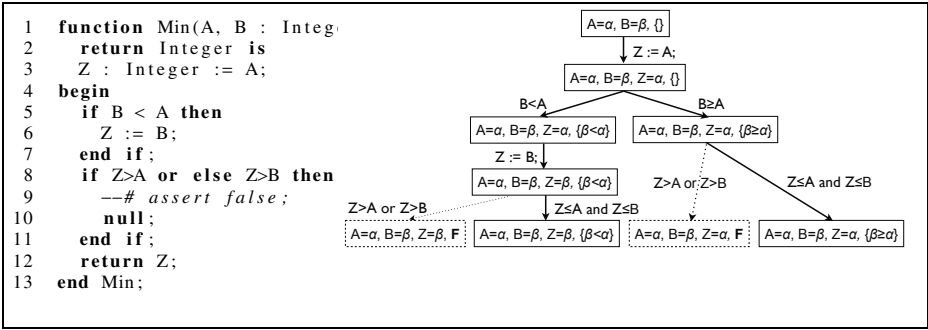 1 function Min(A, B : Integ
2 return Integer is
3 Z : Integer := A;
4 begin
5 if B < A then
6 Z := B;
7 end if;
8 if Z>A or else Z>B then
9 --# assert false;
10 null;
11 end if;
12 return Z;
13 end Min;
A=α, B=β, {}
Z := A;
A=α, B=β, Z=α, {}
B<A
B≥A
A=α, B=β, Z=α, {β<α}
A=α, B=β, Z=α, {β≥α}
Z := B;
A=α, B=β, Z=β, {β<α}
Z>A or Z>B
Z≤A and Z≤B
Z>A or Z>B
Z≤A and Z≤B
A=α, B=β, Z=β, F
A=α, B=β, Z=β, {β<α}
A=α, B=β, Z=α, F
A=α, B=β, Z=α, {β≥α}